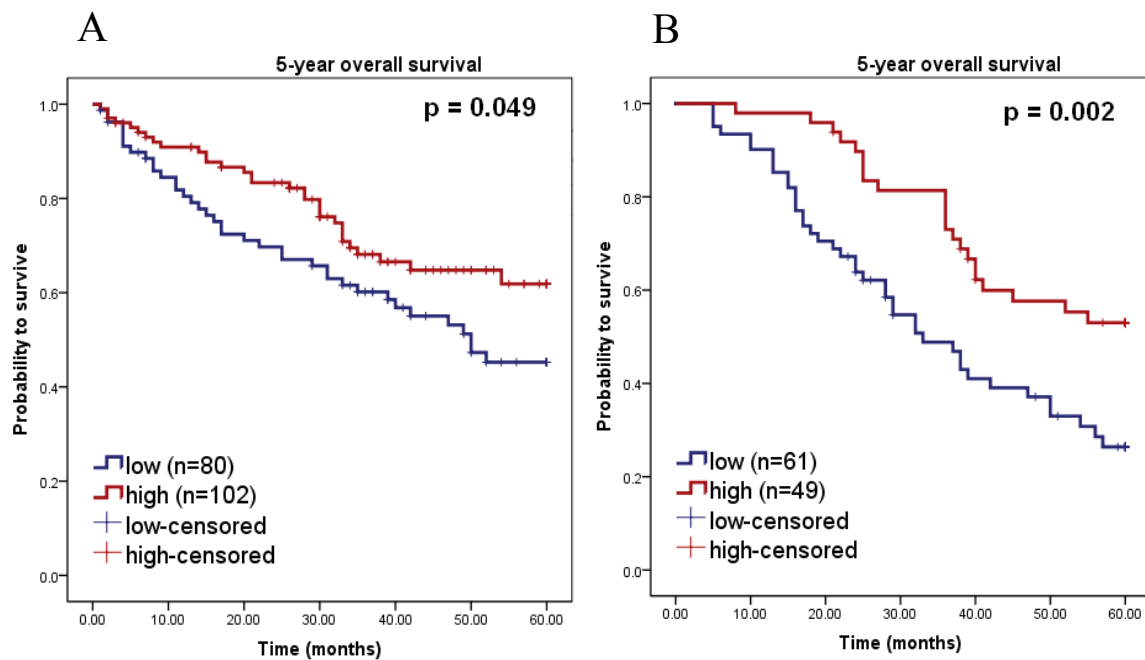 A
5-year overall survival
p = 0.049
Probability to survive
1.0
0.8
0.6
0.4
0.2
0.0
low (n=80)
high (n=102)
low-censored
high-censored
0.00 10.00 20.00 30.00 40.00 50.00 60.00
Time (months)
B
5-year overall survival
p = 0.002
Probability to survive
1.0
0.8
0.6
0.4
0.2
0.0
low (n=61)
high (n=49)
low-censored
high-censored
0.00 10.00 20.00 30.00 40.00 50.00 60.00
Time (months)